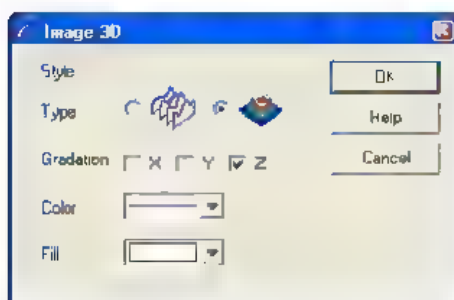 Image 3D
Style
Ok
Type
Help
Gradation X Y Z
Cancel
Color
Fill